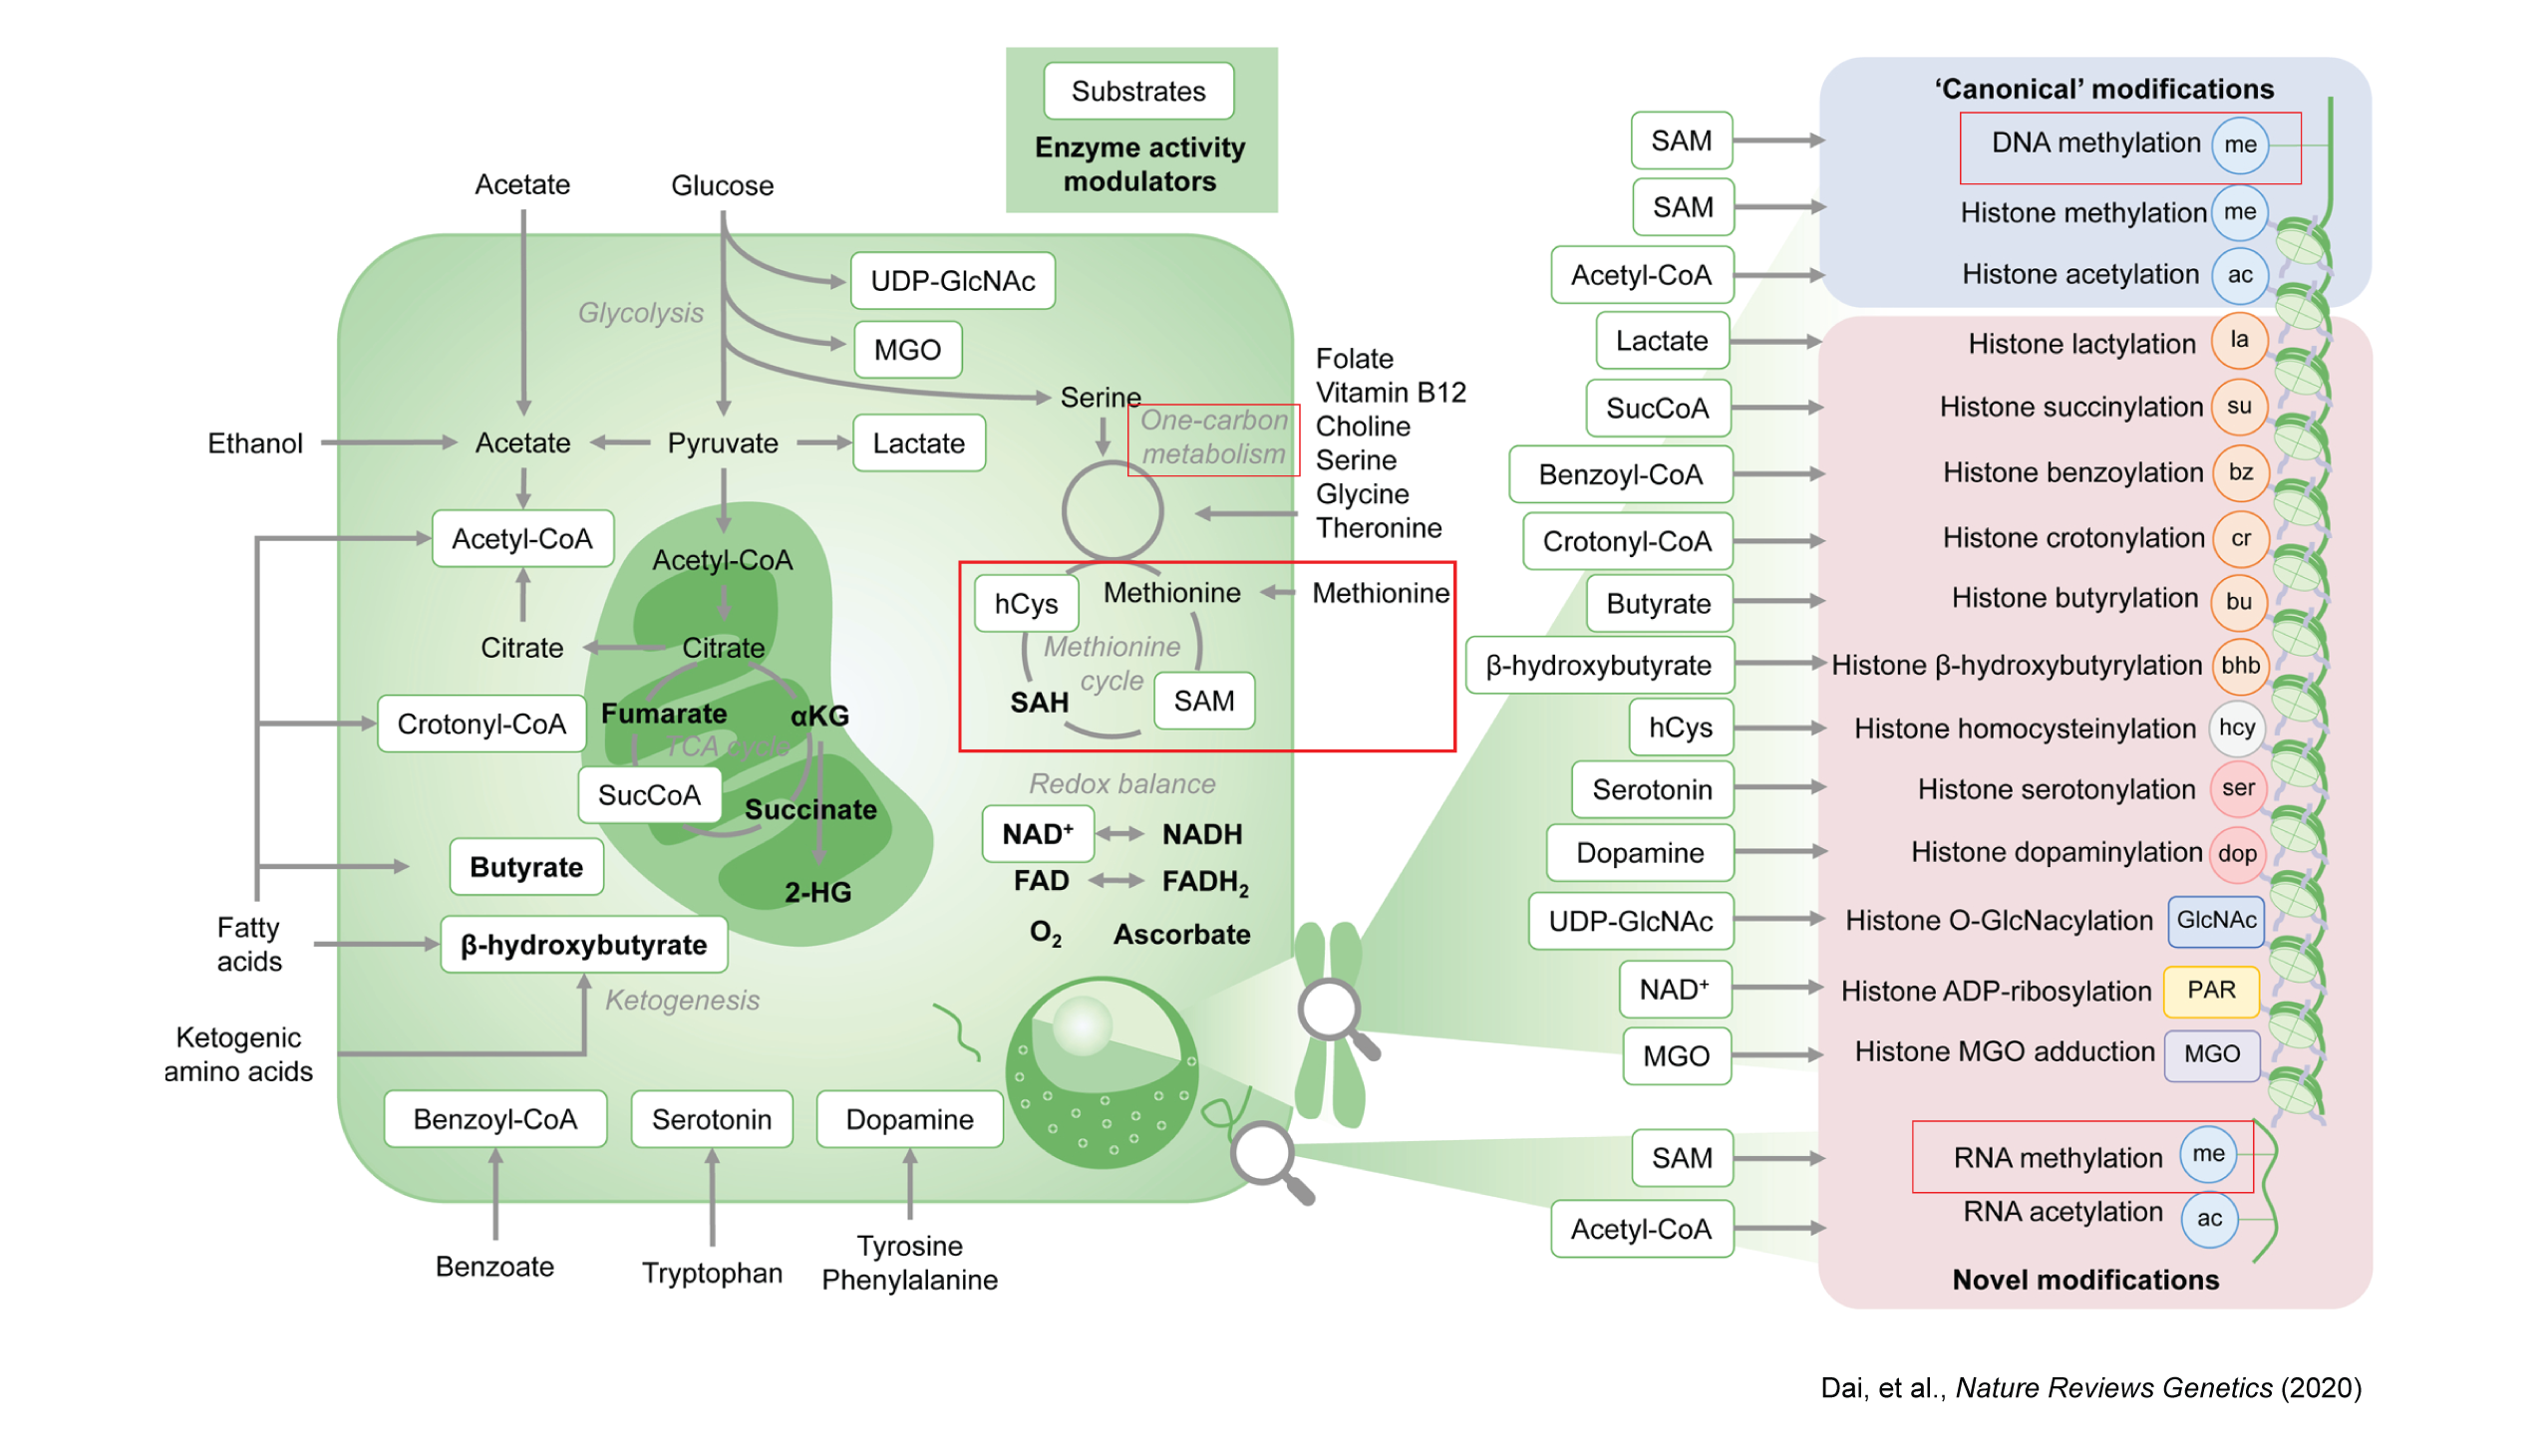 Substrates
Enzyme activity
modulators
Acetate
Glucose
UDP-GlcNAc
Glycolysis
MGO
Serine
One-carbon
metabolism
Folate
Vitamin B12
Choline
Serine
Glycine
Theronine
Ethanol
Acetate
Pyruvate
Lactate
Acetyl-CoA
Acetyl-CoA
hCys
Methionine
Methionine
Citrate
Citrate
Methionine
cycle
SAH
SAM
Crotonyl-CoA
Fumarate
αKG
TCA cycle
SucCoA
Succinate
Redox balance
NAD+
NADH
Butyrate
2-HG
FAD
FADH2
Fatty
acids
β-hydroxybutyrate
O2
Ascorbate
Ketogenesis
Ketogenic
amino acids
Benzoyl-CoA
Serotonin
Dopamine
Benzoate
Tryptophan
Tyrosine
Phenylalanine
‘Canonical’ modifications
SAM
DNA methylation
me
SAM
Histone methylation
me
Acetyl-CoA
Histone acetylation
ac
Lactate
Histone lactylation
la
SucCoA
Histone succinylation
su
Benzoyl-CoA
Histone benzoylation
bz
Crotonyl-CoA
Histone crotonylation
cr
Butyrate
Histone butyrylation
bu
β-hydroxybutyrate
Histone β-hydroxybutyrylation
bhb
hCys
Histone homocysteinylation
hcy
Serotonin
Histone serotonylation
ser
Dopamine
Histone dopaminylation
dop
UDP-GlcNAc
Histone O-GlcNacylation
GlcNAc
NAD+
Histone ADP-ribosylation
PAR
MGO
Histone MGO adduction
MGO
SAM
RNA methylation
me
Acetyl-CoA
RNA acetylation
ac
Novel modifications
Dai, et al., Nature Reviews Genetics (2020)